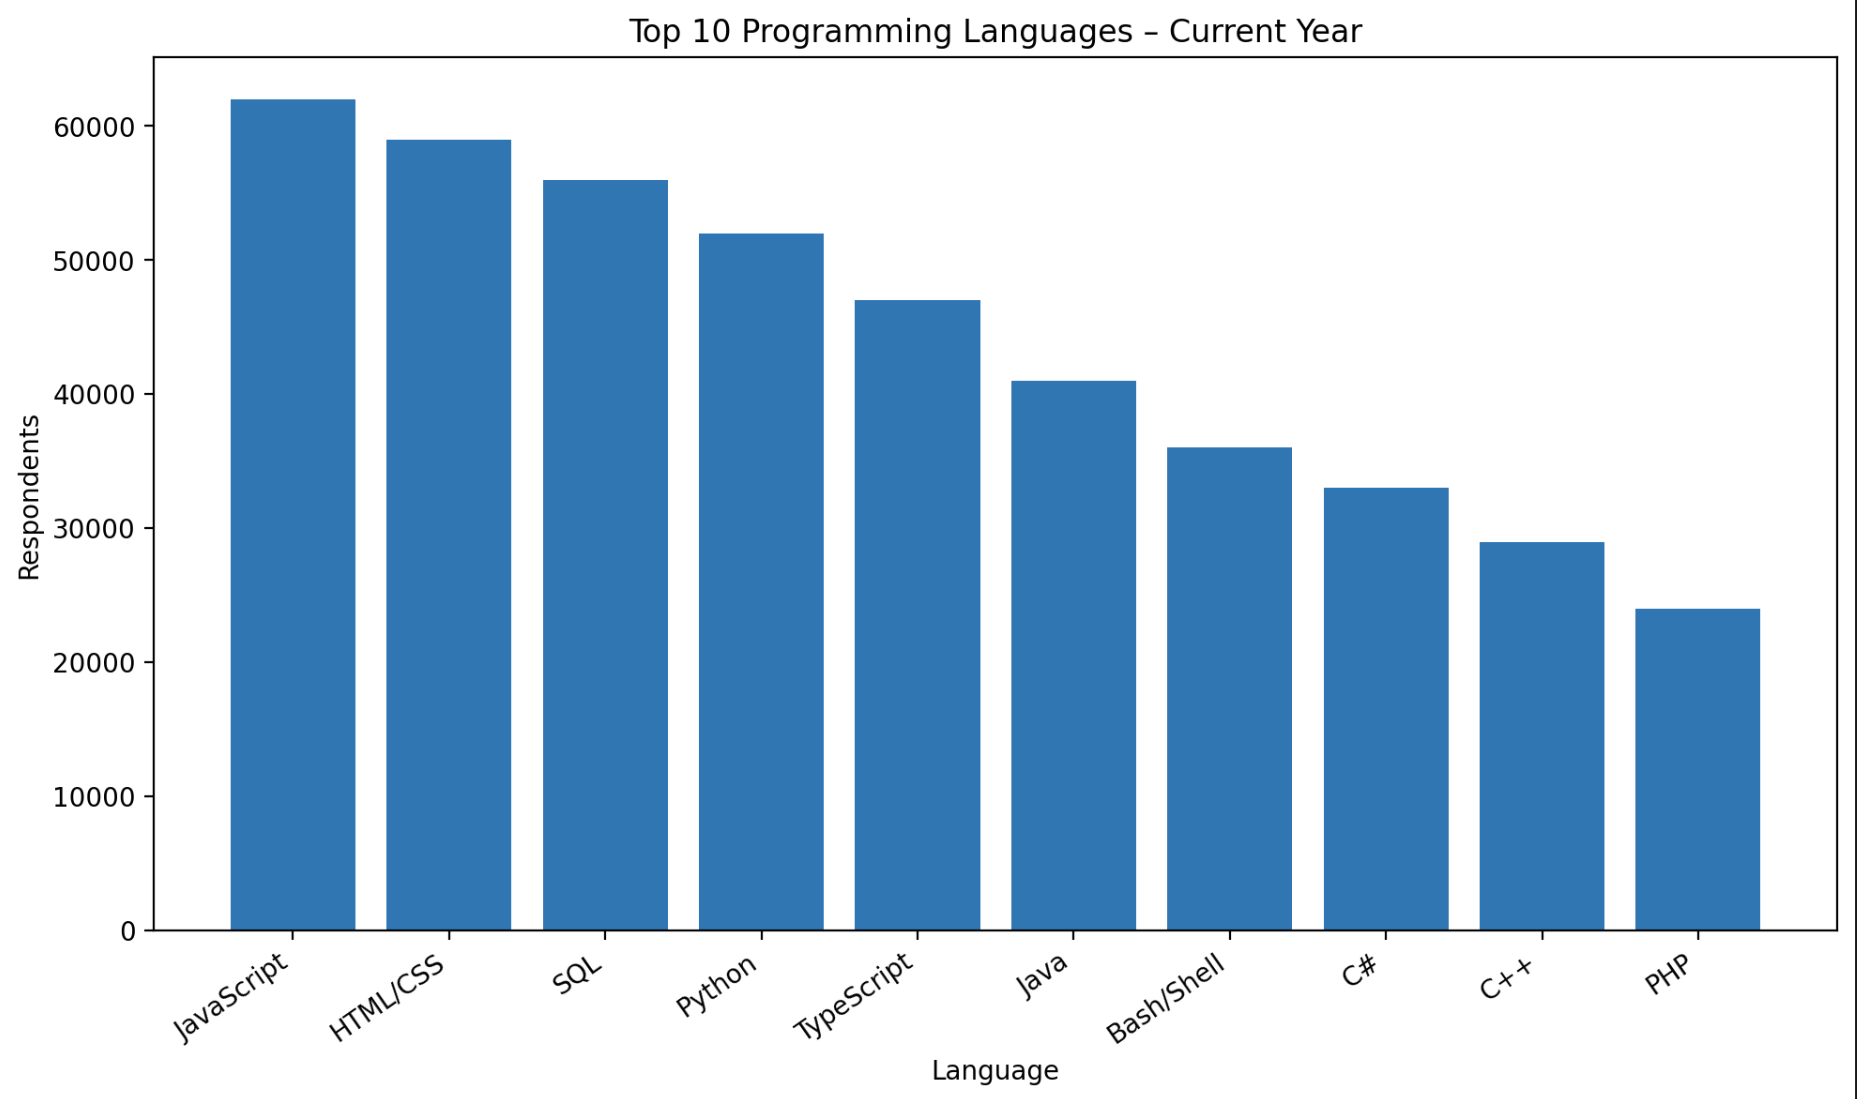 Top 10 Programming Languages – Current Year
Respondents
60000
50000
40000
30000
20000
10000
0
JavaScript
HTML/CSS
SQL
Python
TypeScript
Java
Bash/Shell
C#
C++
PHP
Language